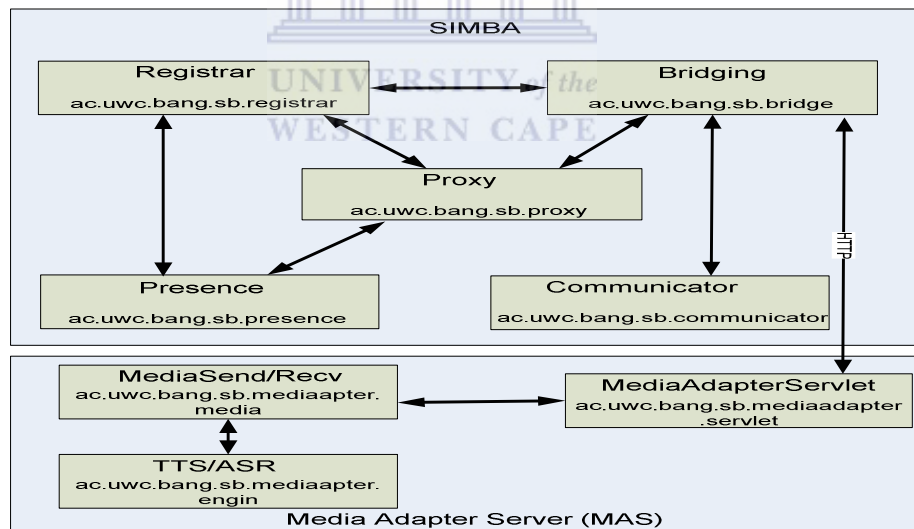 SIMBA
UNIVERSITY of the
WESTERN CAPE
Registrar
ac.uwc.bang.sb.registrar
Bridging
ac.uwc.bang.sb.bridge
Proxy
ac.uwc.bang.sb.proxy
HTTP
Presence
ac.uwc.bang.sb.presence
Communicator
ac.uwc.bang.sb.communicator
MediaSend/Recv
ac.uwc.bang.sb.mediaapter.
media
MediaAdapterServlet
ac.uwc.bang.sb.mediaadapter
.servlet
TTS/ASR
ac.uwc.bang.sb.mediaapter.
engin
Media Adapter Server (MAS)